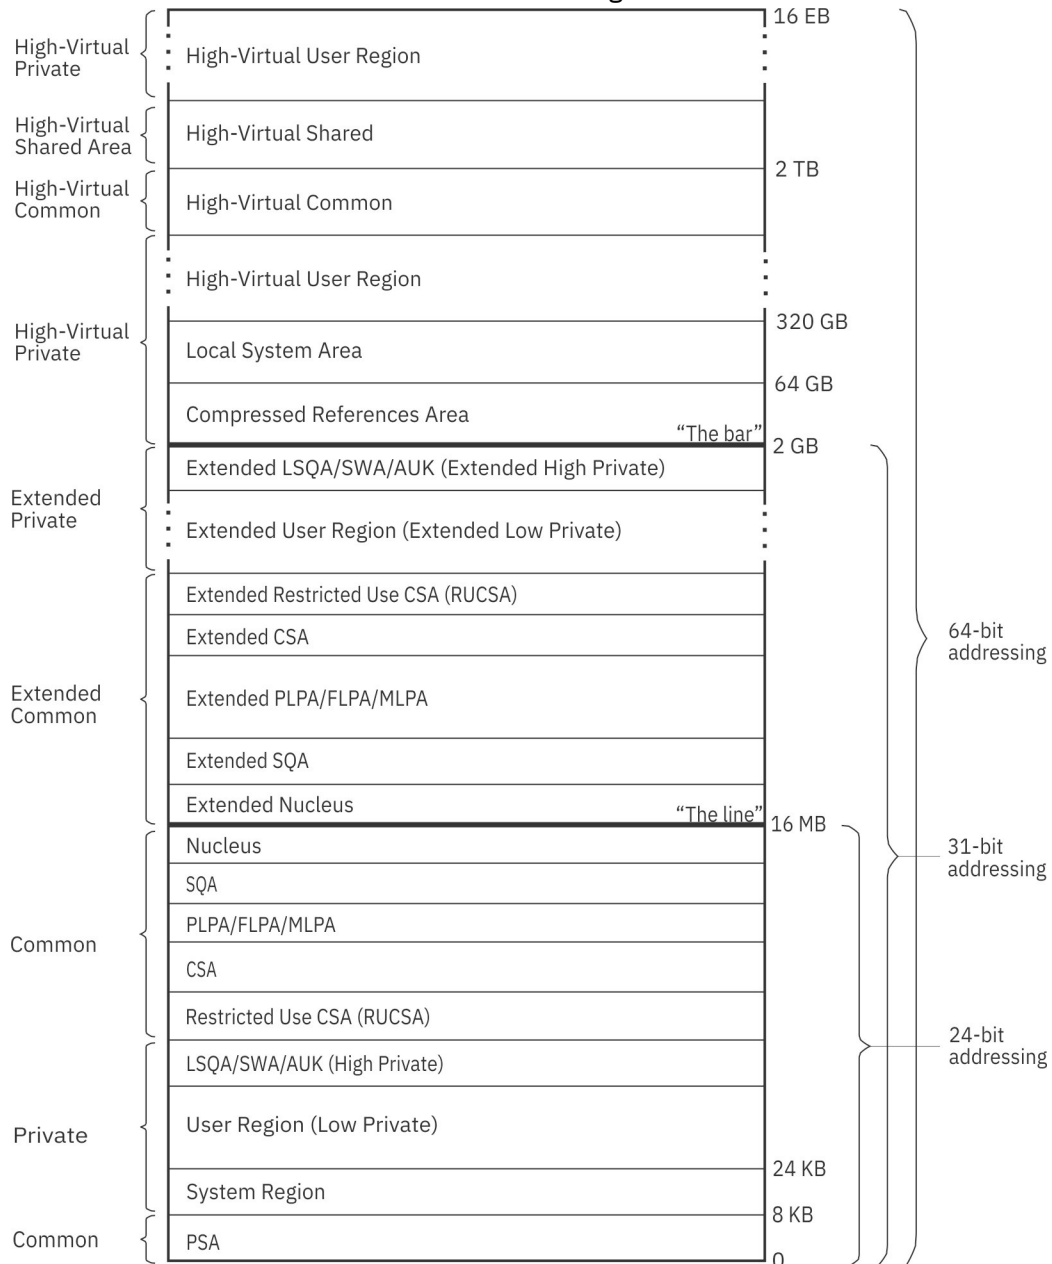 16 EB
High-Virtual
Private
High-Virtual User Region
High-Virtual
Shared Area
High-Virtual Shared
2 TB
High-Virtual
Common
High-Virtual Common
High-Virtual User Region
High-Virtual
Private
320 GB
Local System Area
64 GB
Compressed References Area
“The bar”
2 GB
Extended LSQA/SWA/AUK (Extended High Private)
Extended
Private
Extended User Region (Extended Low Private)
Extended Restricted Use CSA (RUCSA)
Extended CSA
64-bit
addressing
Extended
Common
Extended PLPA/FLPA/MLPA
Extended SQA
Extended Nucleus
“The line”
16 MB
Nucleus
31-bit
addressing
SQA
PLPA/FLPA/MLPA
Common
CSA
Restricted Use CSA (RUCSA)
24-bit
addressing
LSQA/SWA/AUK (High Private)
User Region (Low Private)
Private
24 KB
System Region
8 KB
Common
PSA
0